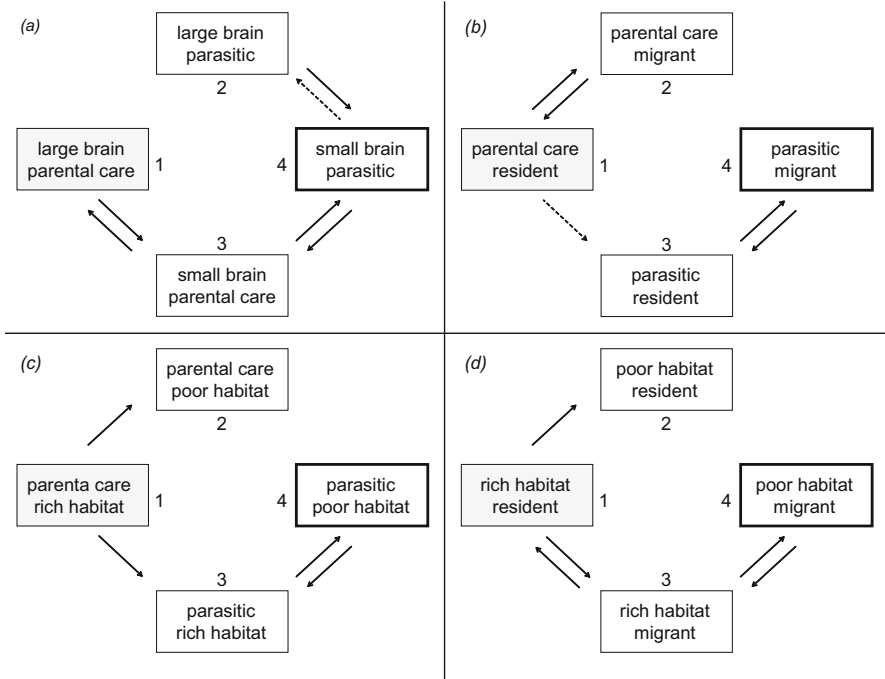 (a)
large brain
parasitic
2
large brain
parental care
1
4
small brain
parasitic
3
small brain
parental care
(b)
parental care
migrant
2
parental care
resident
1
4
parasitic
migrant
3
parasitic
resident
(c)
parental care
poor habitat
2
parenta care
rich habitat
1
4
parasitic
poor habitat
3
parasitic
rich habitat
(d)
poor habitat
resident
2
rich habitat
resident
1
4
poor habitat
migrant
3
rich habitat
migrant